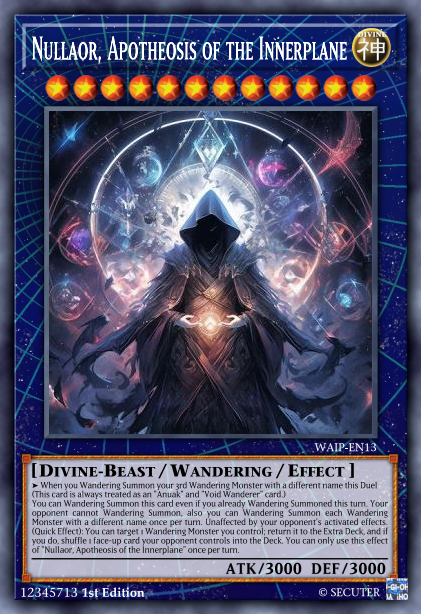 Nullaor, Apotheosis of the Innerplane
DIVINE
神
WAIP-EN13
[Divine-Beast / Wandering / Effect]
➤ When you Wandering Summon your 3rd Wandering Monster with a different name this Duel
(This card is always treated as an "Anuak" and "Void Wanderer" card.)
You can Wandering Summon this card even if you already Wandering Summoned this turn. Your
opponent cannot Wandering Summon, also you can Wandering Summon each Wandering
Monster with a different name once per turn. Unaffected by your opponent's activated effects.
(Quick Effect): You can target 1 Wandering Monster you control; return it to the Extra Deck, and if
you do, shuffle 1 face-up card your opponent controls into the Deck. You can only use this effect
of "Nullaor, Apotheosis of the Innerplane" once per turn.
ATK/3000 DEF/3000
12345713 1st Edition
© SECUTER